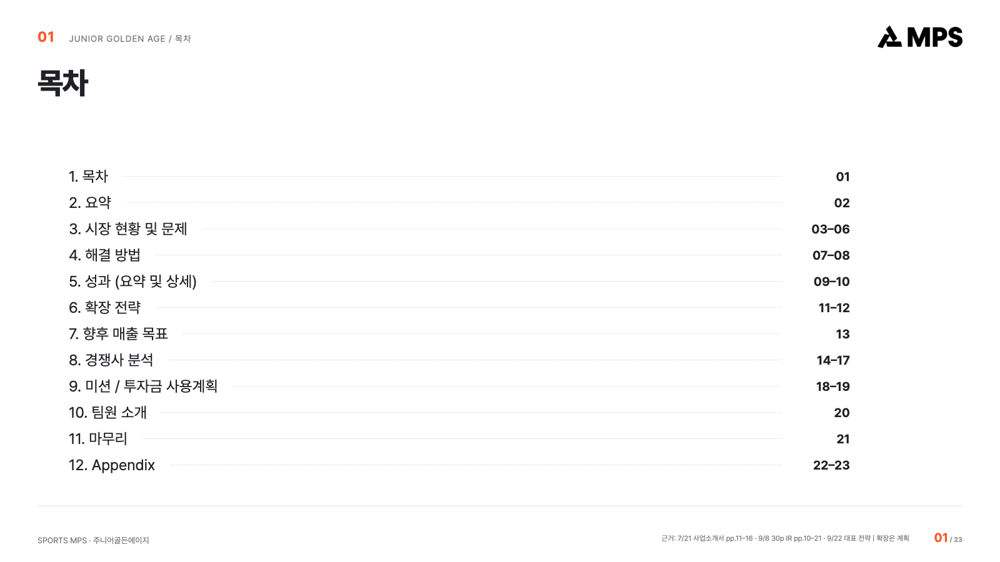 01 JUNIOR GOLDEN AGE / 목차
MPS
목차
1. 목차 01
2. 요약 02
3. 시장 현황 및 문제 03–06
4. 해결 방법 07–08
5. 성과 (요약 및 상세) 09–10
6. 확장 전략 11–12
7. 향후 매출 목표 13
8. 경쟁사 분석 14–17
9. 미션 / 투자금 사용계획 18–19
10. 팀원 소개 20
11. 마무리 21
12. Appendix 22–23
SPORTS MPS · 주니어골든에이지
근거: 7/21 사업소개서 pp.11–16 · 9/8 30p IR pp.10–21 · 9/22 대표 전략 | 확장은 계획
01 / 23